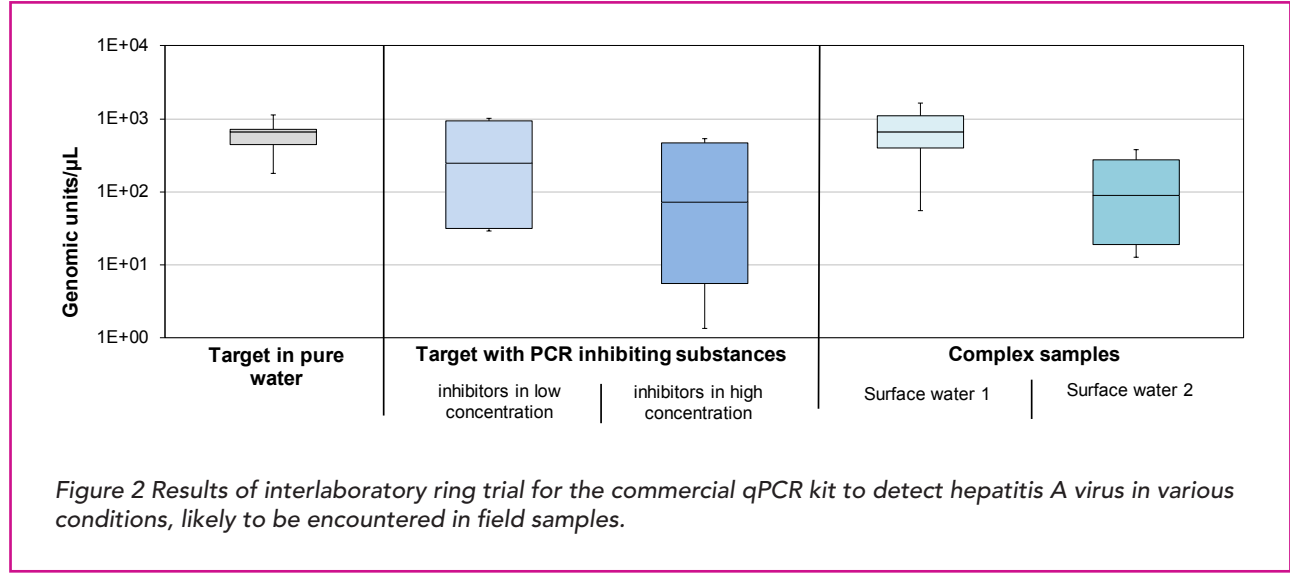 1E+04
1E+03
1E+02
1E+01
1E+00
Genomic units/µL
Target in pure
water
Target with PCR inhibiting substances
inhibitors in low
concentration
inhibitors in high
concentration
Complex samples
Surface water 1
Surface water 2
Figure 2 Results of interlaboratory ring trial for the commercial qPCR kit to detect hepatitis A virus in various
conditions, likely to be encountered in field samples.